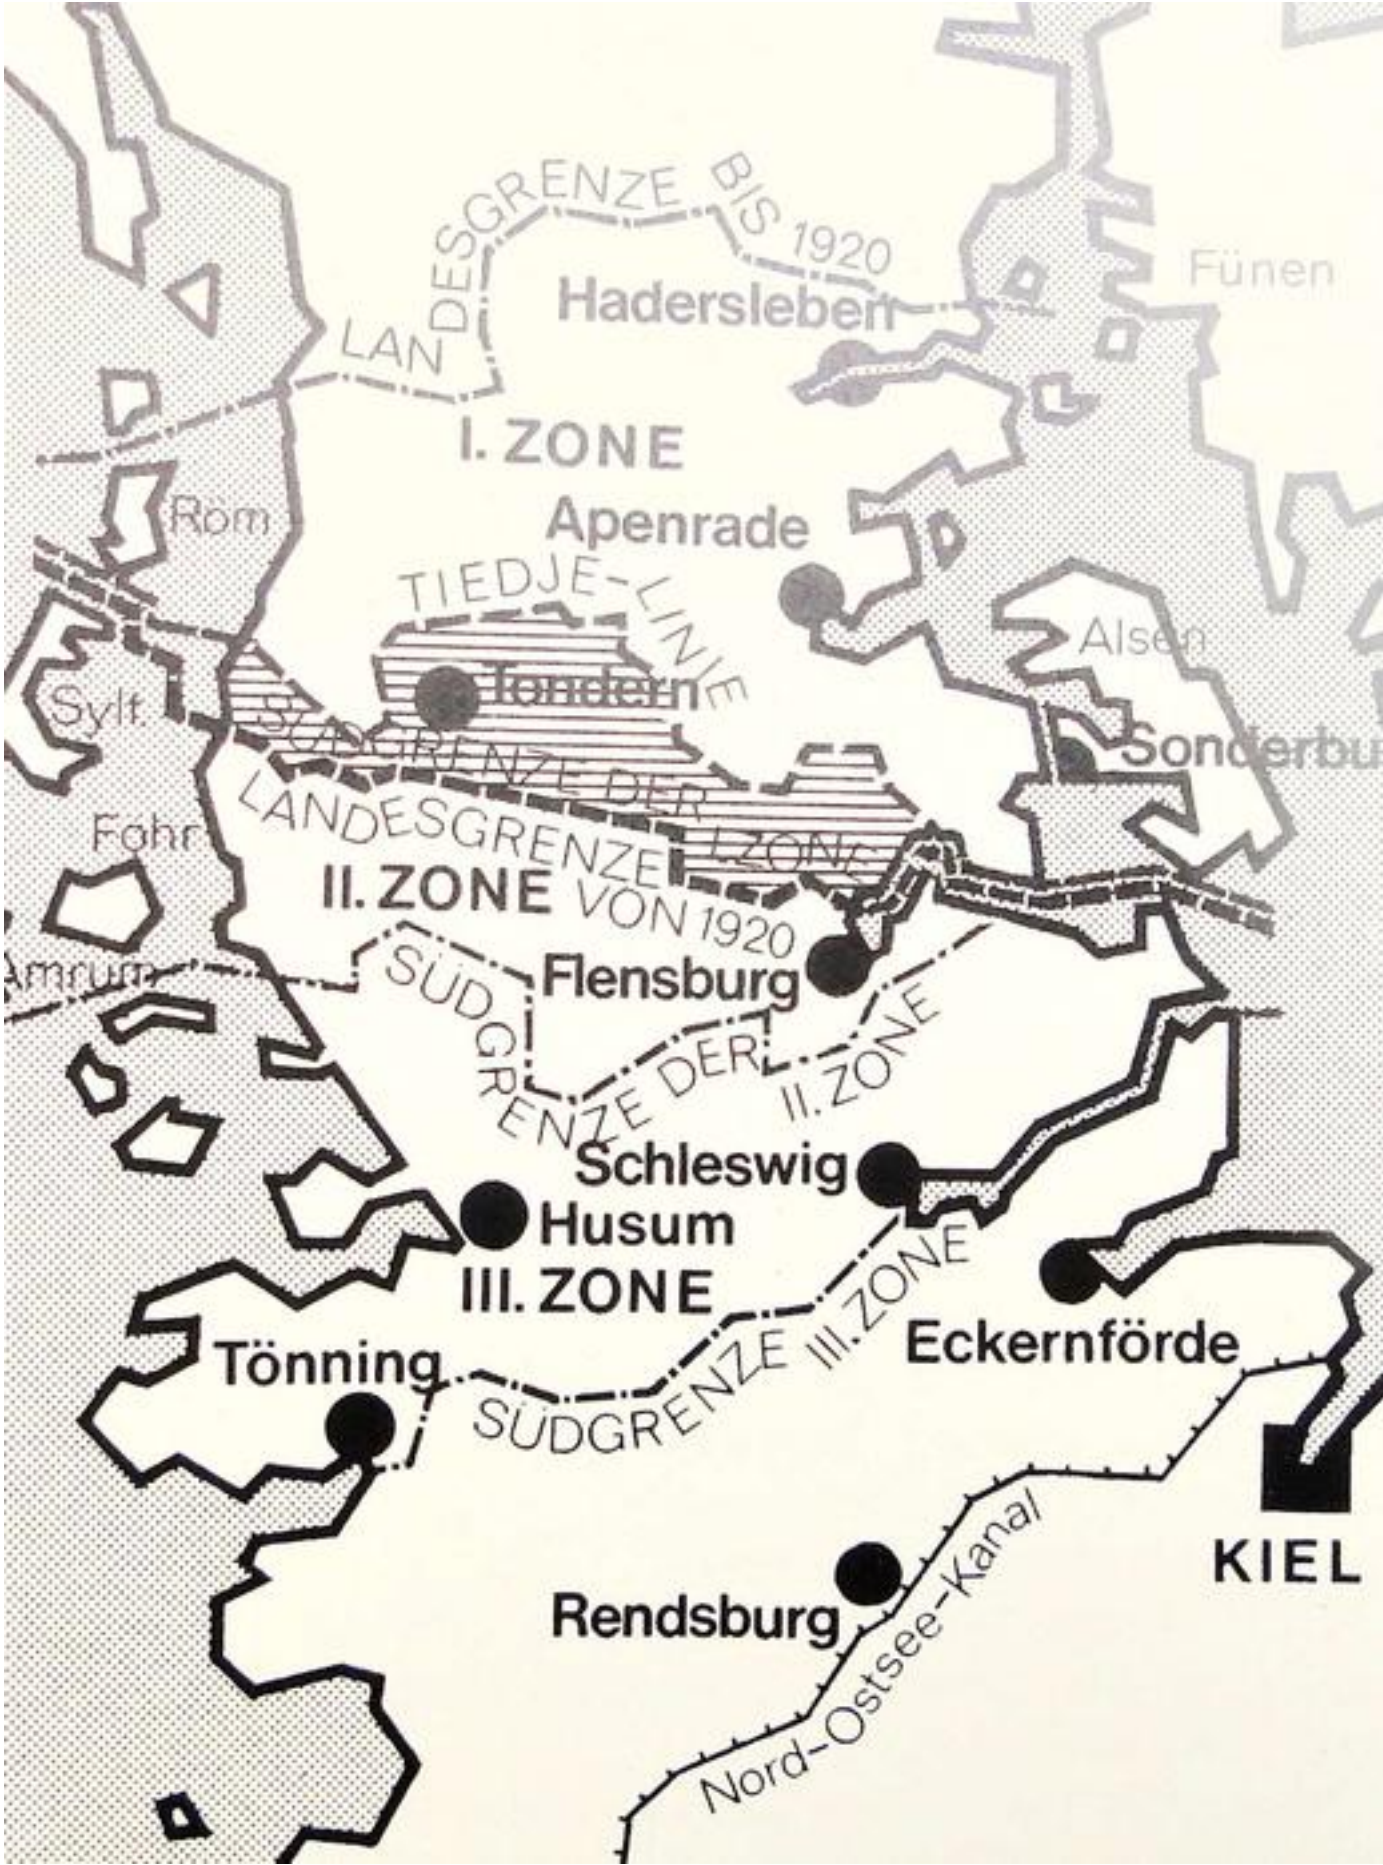 LANDESGRENZE BIS 1920
Fünen
Hadersleben
I. ZONE
Röm
Apenrade
TIEDJE-LINIE
Alsen
Tondern
Sylt
SÜDGRENZE DER I. ZONE
Sonderbu
LANDESGRENZE VON 1920
Föhr
II. ZONE
Amrum
Flensburg
SÜDGRENZE DER II. ZONE
Schleswig
Husum
III. ZONE
Eckernförde
Tönning
SÜDGRENZE III. ZONE
KIEL
Rendsburg
Nord-Ostsee-Kanal